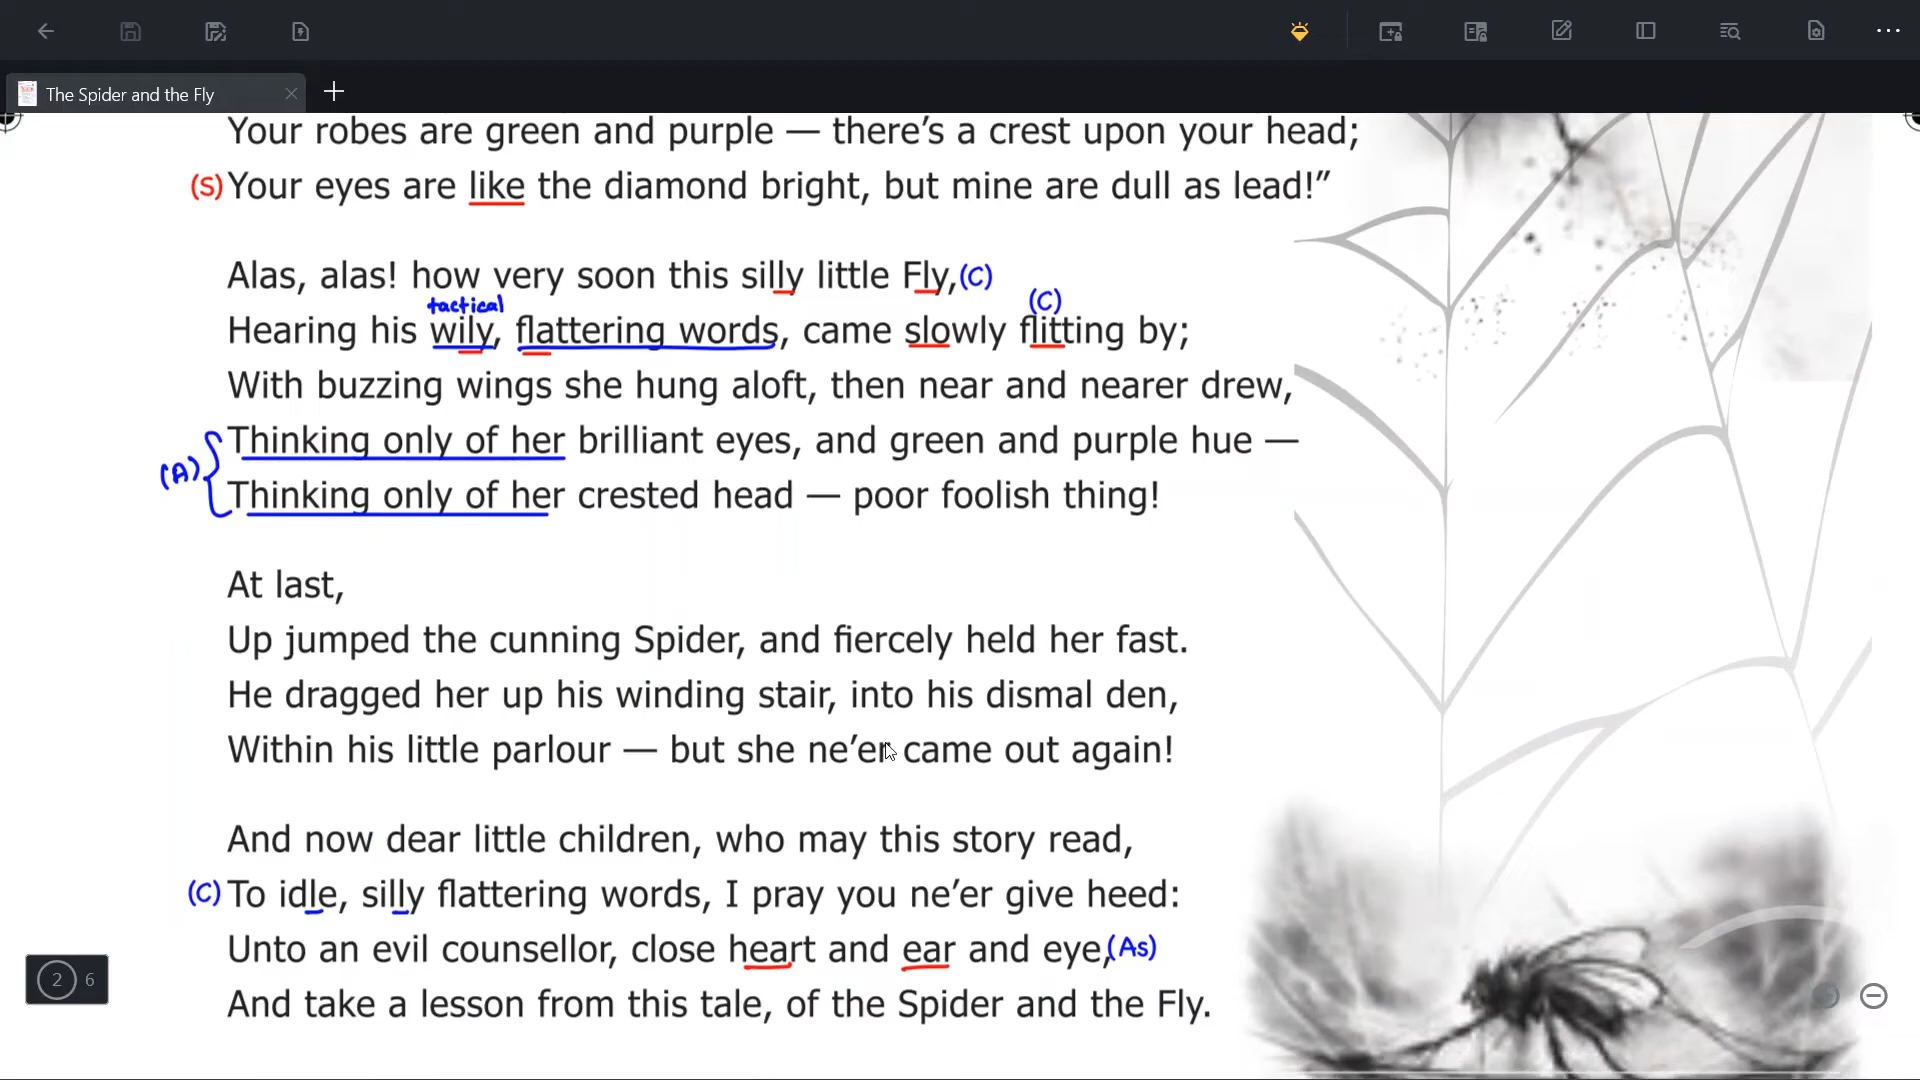 The Spider and the Fly
Your robes are green and purple — there’s a crest upon your head;
(S) Your eyes are like the diamond bright, but mine are dull as lead!”
Alas, alas! how very soon this silly little Fly, (C)
tactical (C)
Hearing his wily, flattering words, came slowly flitting by;
With buzzing wings she hung aloft, then near and nearer drew,
Thinking only of her brilliant eyes, and green and purple hue —
(A)
Thinking only of her crested head — poor foolish thing!
At last,
Up jumped the cunning Spider, and fiercely held her fast.
He dragged her up his winding stair, into his dismal den,
Within his little parlour — but she ne’er came out again!
And now dear little children, who may this story read,
(C) To idle, silly flattering words, I pray you ne’er give heed:
Unto an evil counsellor, close heart and ear and eye, (As)
And take a lesson from this tale, of the Spider and the Fly.
2 6